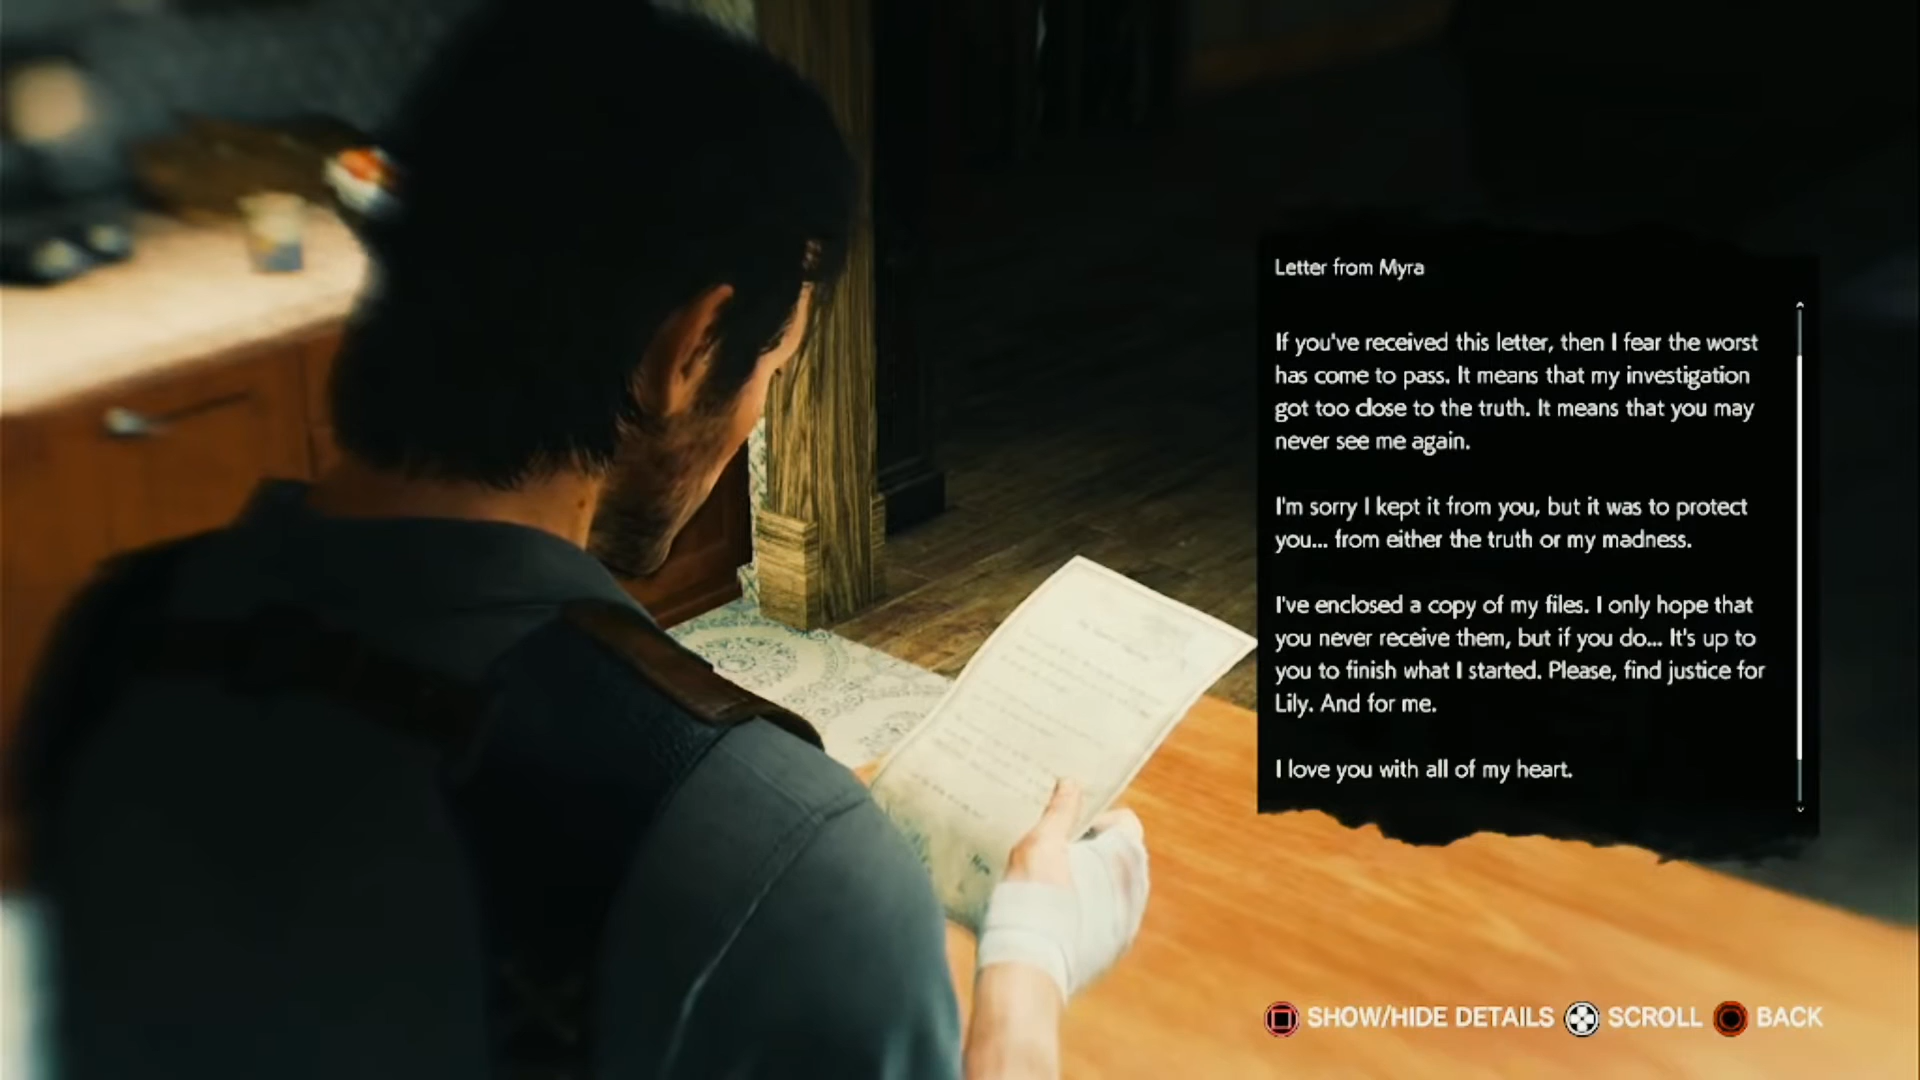 Letter from Myra
If you've received this letter, then I fear the worst
has come to pass. It means that my investigation
got too close to the truth. It means that you may
never see me again.
I'm sorry I kept it from you, but it was to protect
you... from either the truth or my madness.
I've enclosed a copy of my files. I only hope that
you never receive them, but if you do... It's up to
you to finish what I started. Please, find justice for
Lily. And for me.
I love you with all of my heart.
SHOW/HIDE DETAILS SCROLL BACK